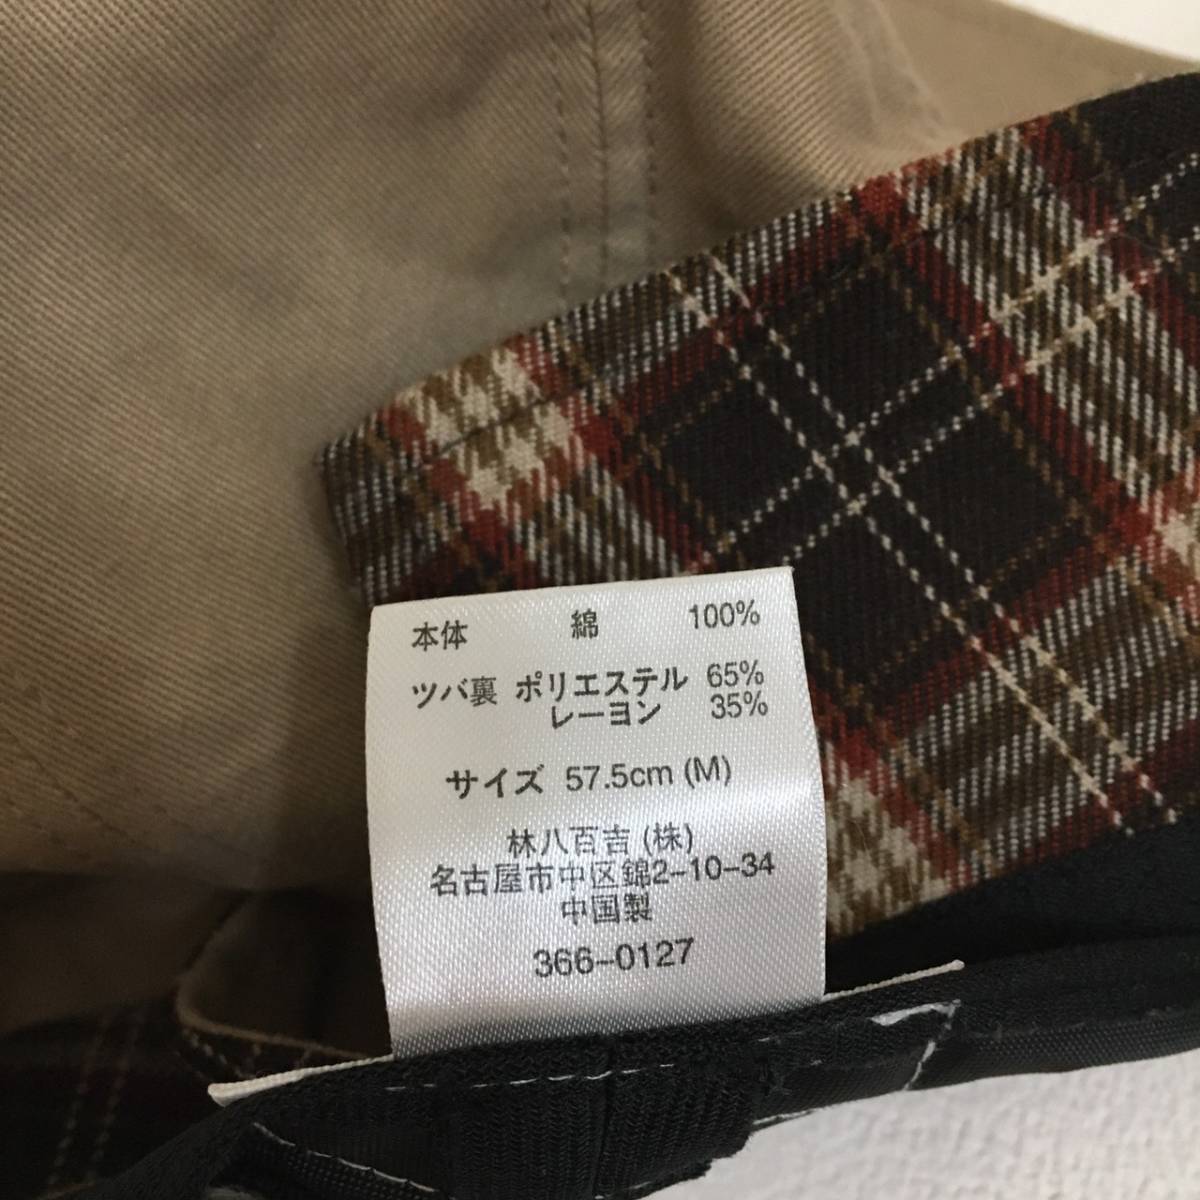 本体 綿 100%
ツバ裏 ポリエステル 65%
レーヨン 35%
サイズ 57.5cm (M)
林八百吉 (株)
名古屋市中区錦2-10-34
中国製
366-0127